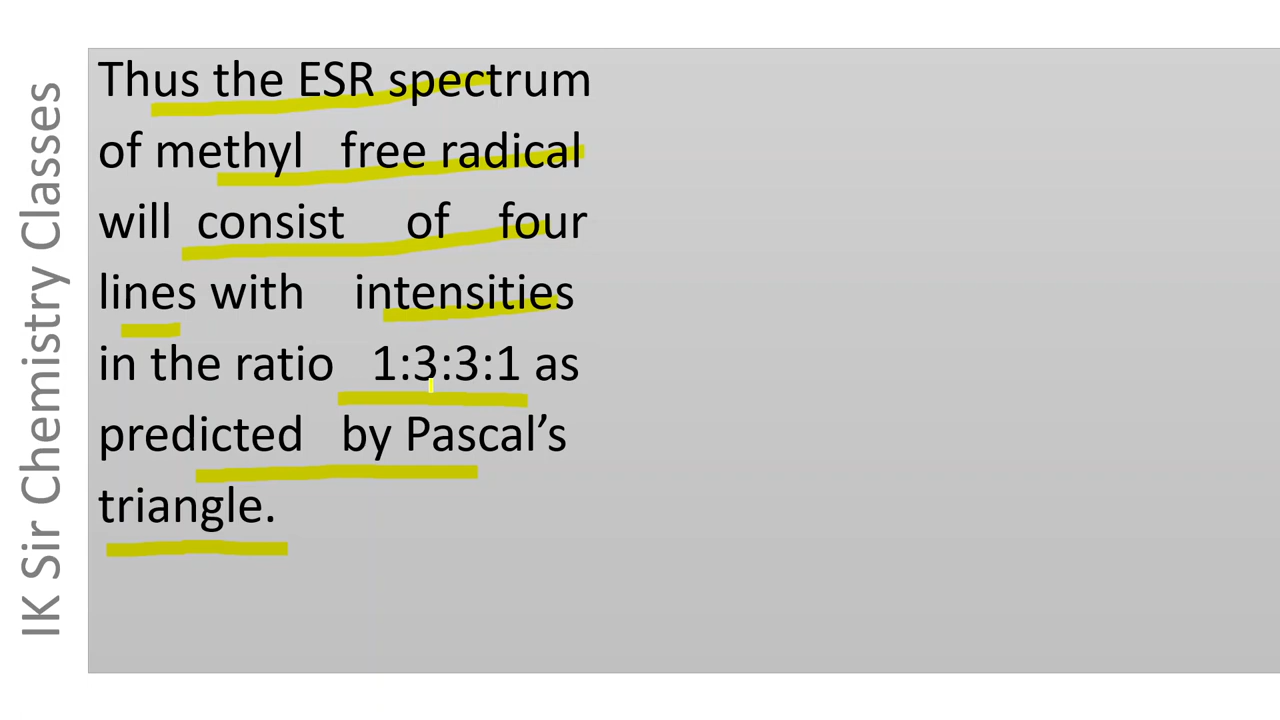 IK Sir Chemistry Classes
Thus the ESR spectrum
of methyl free radical
will consist of four
lines with intensities
in the ratio 1:3:3:1 as
predicted by Pascal’s
triangle.